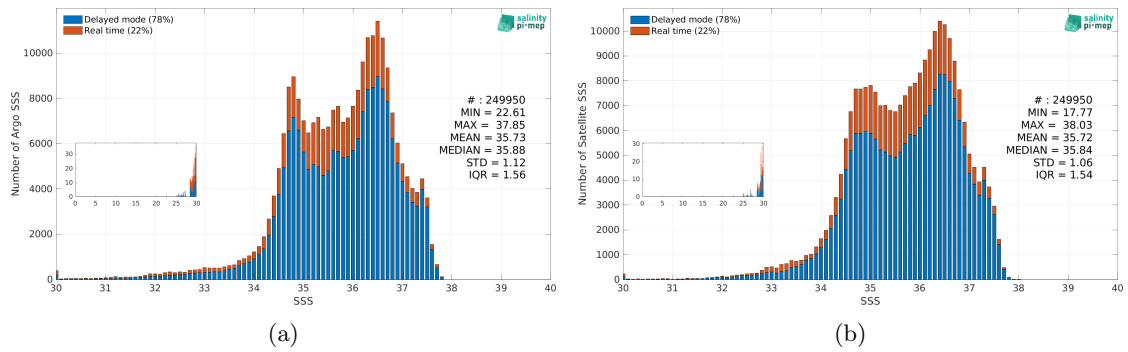 Delayed mode (78%)
Real time (22%)
salinity
pi-mep
Number of Argo SSS
10000
8000
6000
4000
2000
0
# : 249950
MIN = 22.61
MAX = 37.85
MEAN = 35.73
MEDIAN = 35.88
STD = 1.12
IQR = 1.56
30
20
10
0
0 5 10 15 20 25 30
30 31 32 33 34 35 36 37 38 39 40
SSS
(a)
Delayed mode (78%)
Real time (22%)
salinity
pi-mep
Number of Satellite SSS
10000
9000
8000
7000
6000
5000
4000
3000
2000
1000
0
# : 249950
MIN = 17.77
MAX = 38.03
MEAN = 35.72
MEDIAN = 35.84
STD = 1.06
IQR = 1.54
30
20
10
0
0 5 10 15 20 25 30
30 31 32 33 34 35 36 37 38 39 40
SSS
(b)